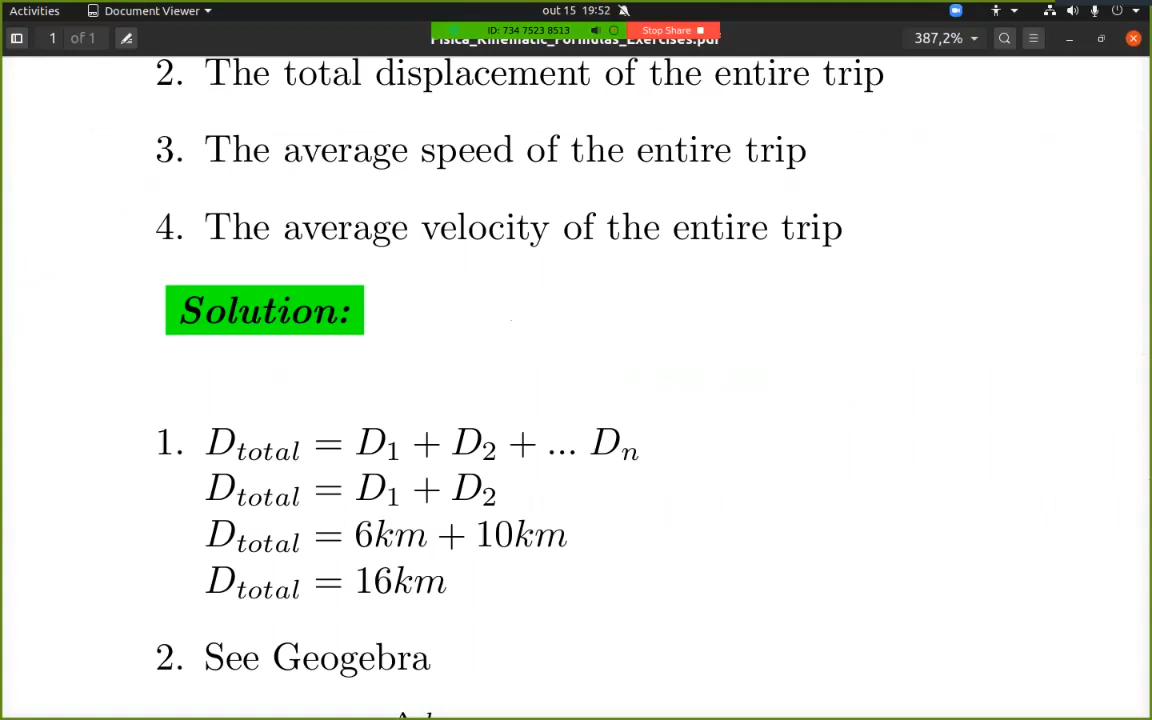 Activities Document Viewer out 15 19:52
1 of 1 ID: 734 7523 8513 Stop Share 387,2%
Fisica_Kinematic_Formulas_Exercises.pdf
2. The total displacement of the entire trip
3. The average speed of the entire trip
4. The average velocity of the entire trip
Solution:
1. D_total = D_1 + D_2 + ... D_n
D_total = D_1 + D_2
D_total = 6km + 10km
D_total = 16km
2. See Geogebra